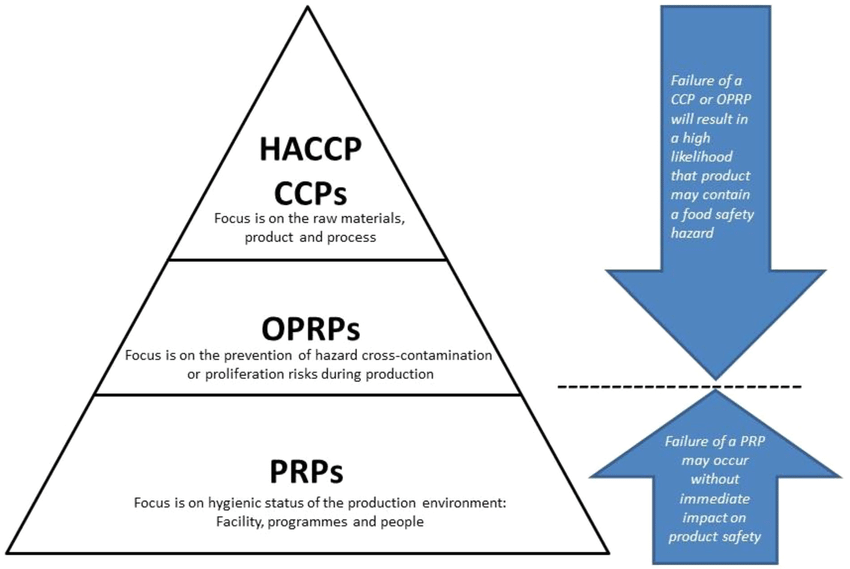 HACCP
CCPs
Focus is on the raw materials,
product and process
OPRPs
Focus is on the prevention of hazard cross-contamination
or proliferation risks during production
PRPs
Focus is on hygienic status of the production environment:
Facility, programmes and people
Failure of a
CCP or OPRP
will result in
a high
likelihood
that product
may contain
a food safety
hazard
Failure of a PRP
may occur
without
immediate
impact on
product safety